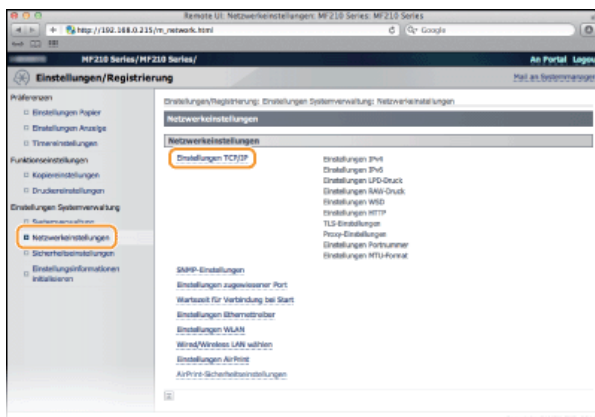 Remote UI: Netzwerkeinstellungen: MF210 Series: MF210 Series
http://192.168.0.215/m_network.html
Google
MF210 Series/MF210 Series/
An Portal
Einstellungen/Registrierung
Mail an Systemmanager
Präferenzen
Einstellungen Papier
Einstellungen Anzeige
Timereinstellungen
Funktionseinstellungen
Kopiereinstellungen
Druckereinstellungen
Einstellungen Systemverwaltung
Systemverwaltung
Netzwerkeinstellungen
Sicherheitseinstellungen
Einstellungsinformationen
initialisieren
Einstellungen/Registrierung: Einstellungen Systemverwaltung: Netzwerkeinstellungen
Netzwerkeinstellungen
Netzwerkeinstellungen
Einstellungen TCP/IP
Einstellungen IPv4
Einstellungen IPv6
Einstellungen LPD-Druck
Einstellungen RAW-Druck
Einstellungen WSD
Einstellungen HTTP
TLS-Einstellungen
Proxy-Einstellungen
Einstellungen Portnummer
Einstellungen MTU-Format
SNMP-Einstellungen
Einstellungen zugewiesener Port
Wartezeit für Verbindung bei Start
Einstellungen Ethernettreiber
Einstellungen WLAN
Wired/Wireless LAN wählen
Einstellungen AirPrint
AirPrint-Sicherheitseinstellungen